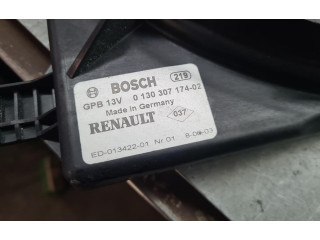 BOSCH 219
GPB 13V 0 130 307 174-02
Made in Germany
RENAULT 037
ED-013422-01 Nr 01